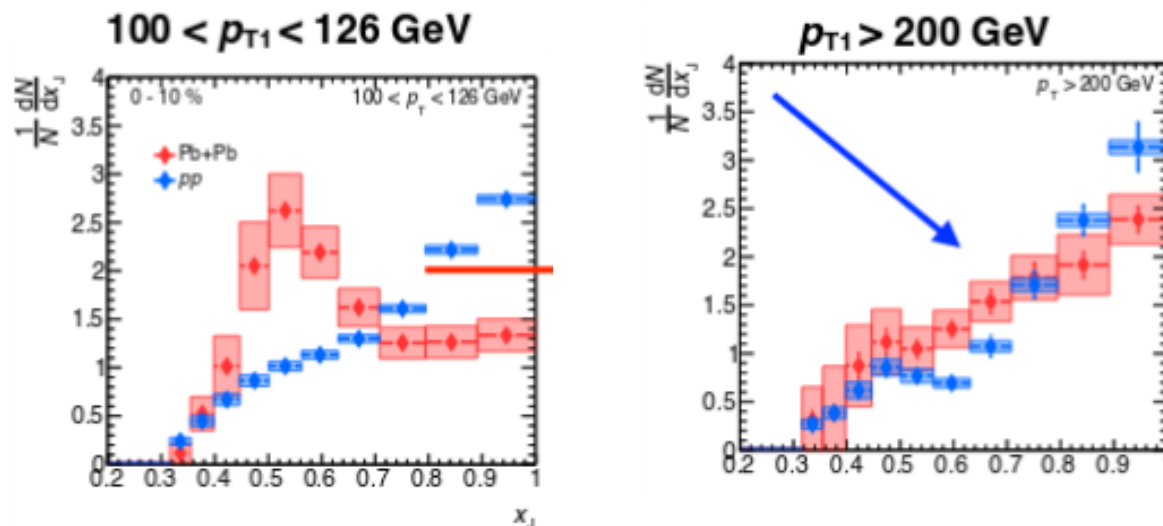 100 < pT1 < 126 GeV
1/N dN/dxJ
4
3.5
3
2.5
2
1.5
1
0.5
0
0 - 10 %
100 < pT < 126 GeV
Pb+Pb
pp
0.2 0.3 0.4 0.5 0.6 0.7 0.8 0.9 1
xJ
pT1 > 200 GeV
1/N dN/dxJ
4
3.5
3
2.5
2
1.5
1
0.5
0
pT > 200 GeV
0.2 0.3 0.4 0.5 0.6 0.7 0.8 0.9